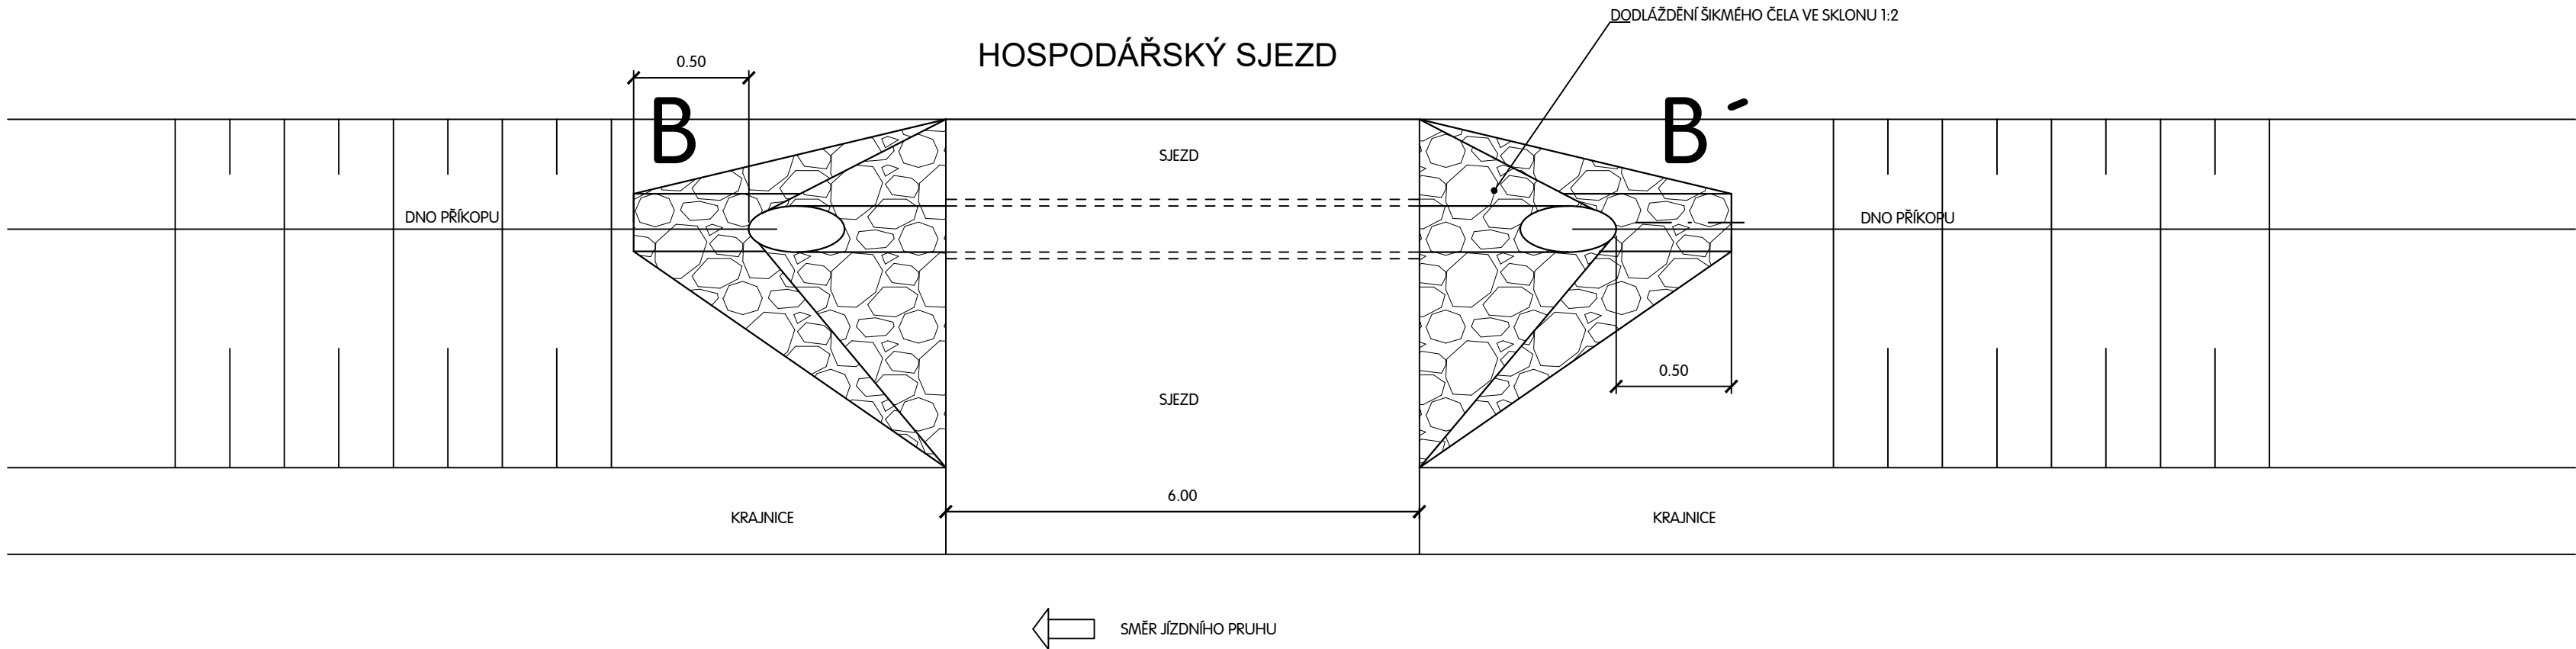 DODLÁŽDĚNÍ ŠIKMÉHO ČELA VE SKLONU 1:2
HOSPODÁŘSKÝ SJEZD
0.50
B
B´
SJEZD
DNO PŘÍKOPU
DNO PŘÍKOPU
0.50
SJEZD
6.00
KRAJNICE
KRAJNICE
SMĚR JÍZDNÍHO PRUHU